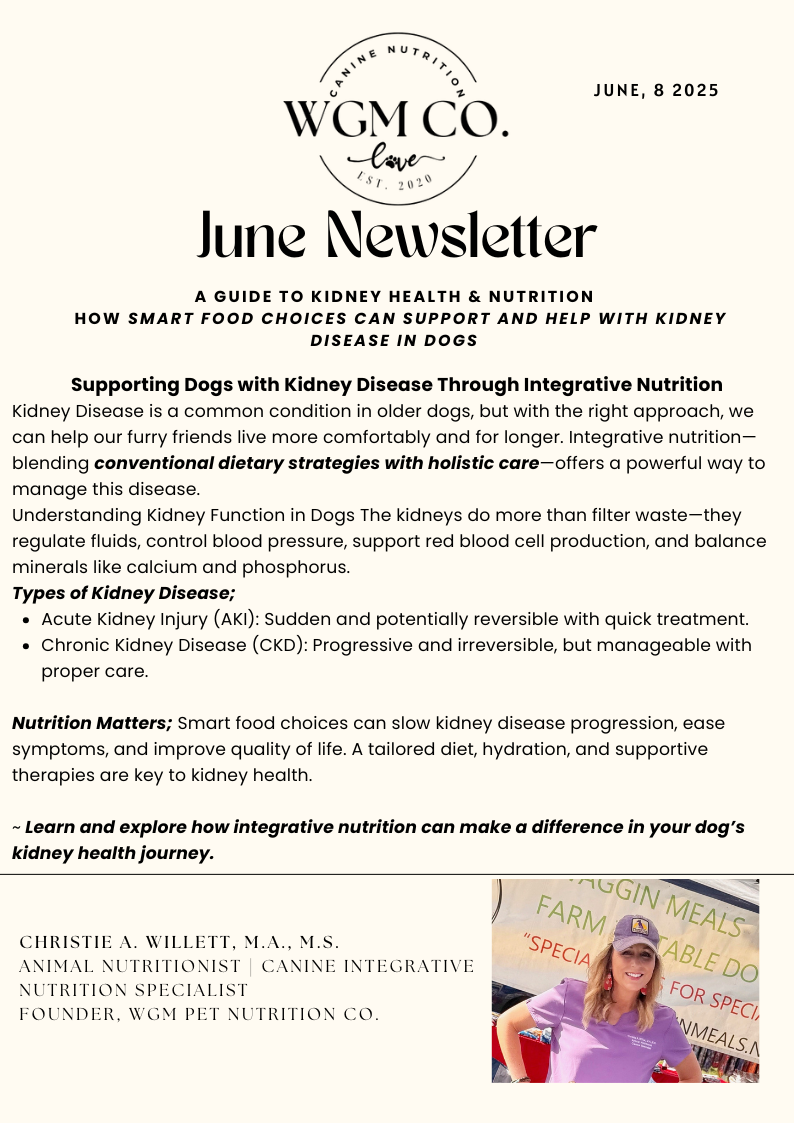 CANINE NUTRITION
WGM CO.
love
EST. 2020
JUNE, 8 2025
June Newsletter
A GUIDE TO KIDNEY HEALTH & NUTRITION
HOW SMART FOOD CHOICES CAN SUPPORT AND HELP WITH KIDNEY
DISEASE IN DOGS
Supporting Dogs with Kidney Disease Through Integrative Nutrition
Kidney Disease is a common condition in older dogs, but with the right approach, we
can help our furry friends live more comfortably and for longer. Integrative nutrition—
blending conventional dietary strategies with holistic care—offers a powerful way to
manage this disease.
Understanding Kidney Function in Dogs The kidneys do more than filter waste—they
regulate fluids, control blood pressure, support red blood cell production, and balance
minerals like calcium and phosphorus.
Types of Kidney Disease;
• Acute Kidney Injury (AKI): Sudden and potentially reversible with quick treatment.
• Chronic Kidney Disease (CKD): Progressive and irreversible, but manageable with
proper care.
Nutrition Matters; Smart food choices can slow kidney disease progression, ease
symptoms, and improve quality of life. A tailored diet, hydration, and supportive
therapies are key to kidney health.
~ Learn and explore how integrative nutrition can make a difference in your dog's
kidney health journey.
CHRISTIE A. WILLETT, M.A., M.S.
ANIMAL NUTRITIONIST | CANINE INTEGRATIVE
NUTRITION SPECIALIST
FOUNDER, WGM PET NUTRITION CO.
AGGIN MEALS
FARM TABLE DO
"SPECIA S FOR SPECI
NMEALS.N